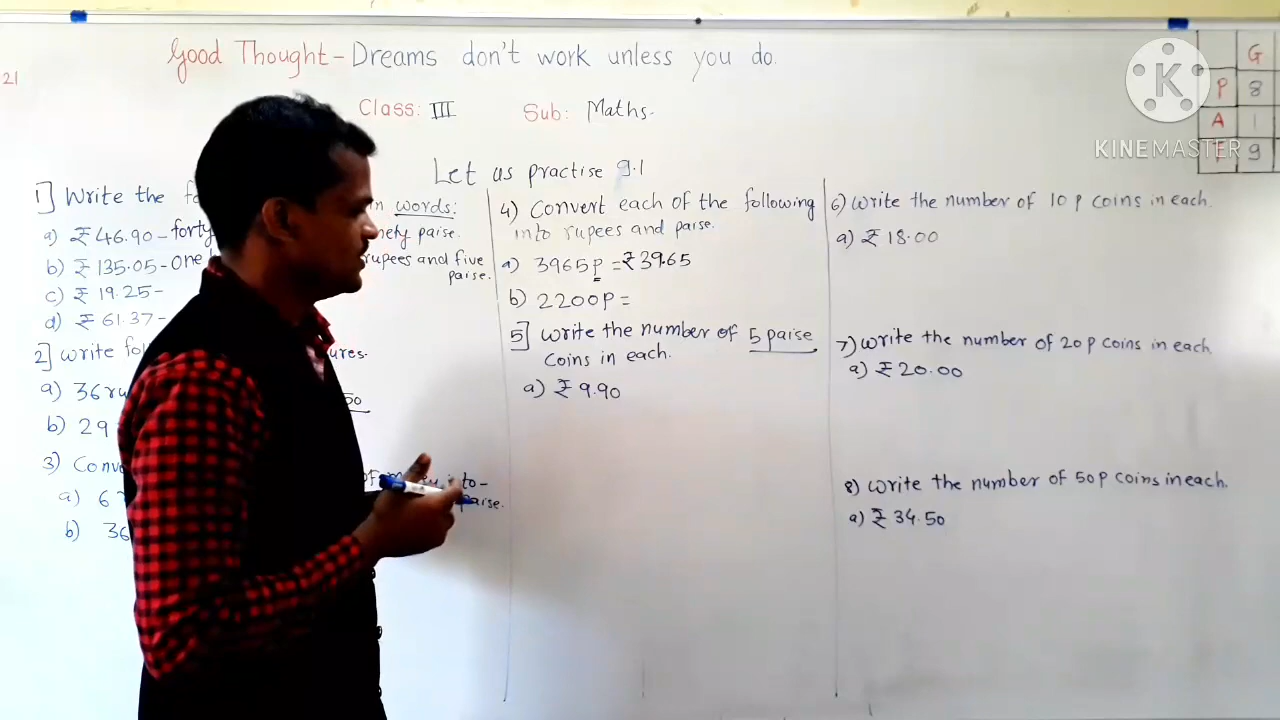 Good Thought - Dreams don't work unless you do.
21
Class: III Sub: Maths.
G
P 8
A 1
9
KINEMASTER
Let us practise 9.1
1] Write the in words:
a) ₹ 46.90 - forty paise.
b) ₹ 135.05 - one rupees and five
paise.
c) ₹ 19.25 -
d) ₹ 61.37 -
2] write
a) 36
b) 29
3)
a) 6
b) 36
4) Convert each of the following
into rupees and paise.
a) 3965p = ₹39.65
b) 2200p =
5] write the number of 5 paise
coins in each.
a) ₹ 9.90
6) Write the number of 10 p coins in each.
a) ₹ 18.00
7) Write the number of 20 p coins in each.
a) ₹ 20.00
8) Write the number of 50 p coins in each.
a) ₹ 34.50